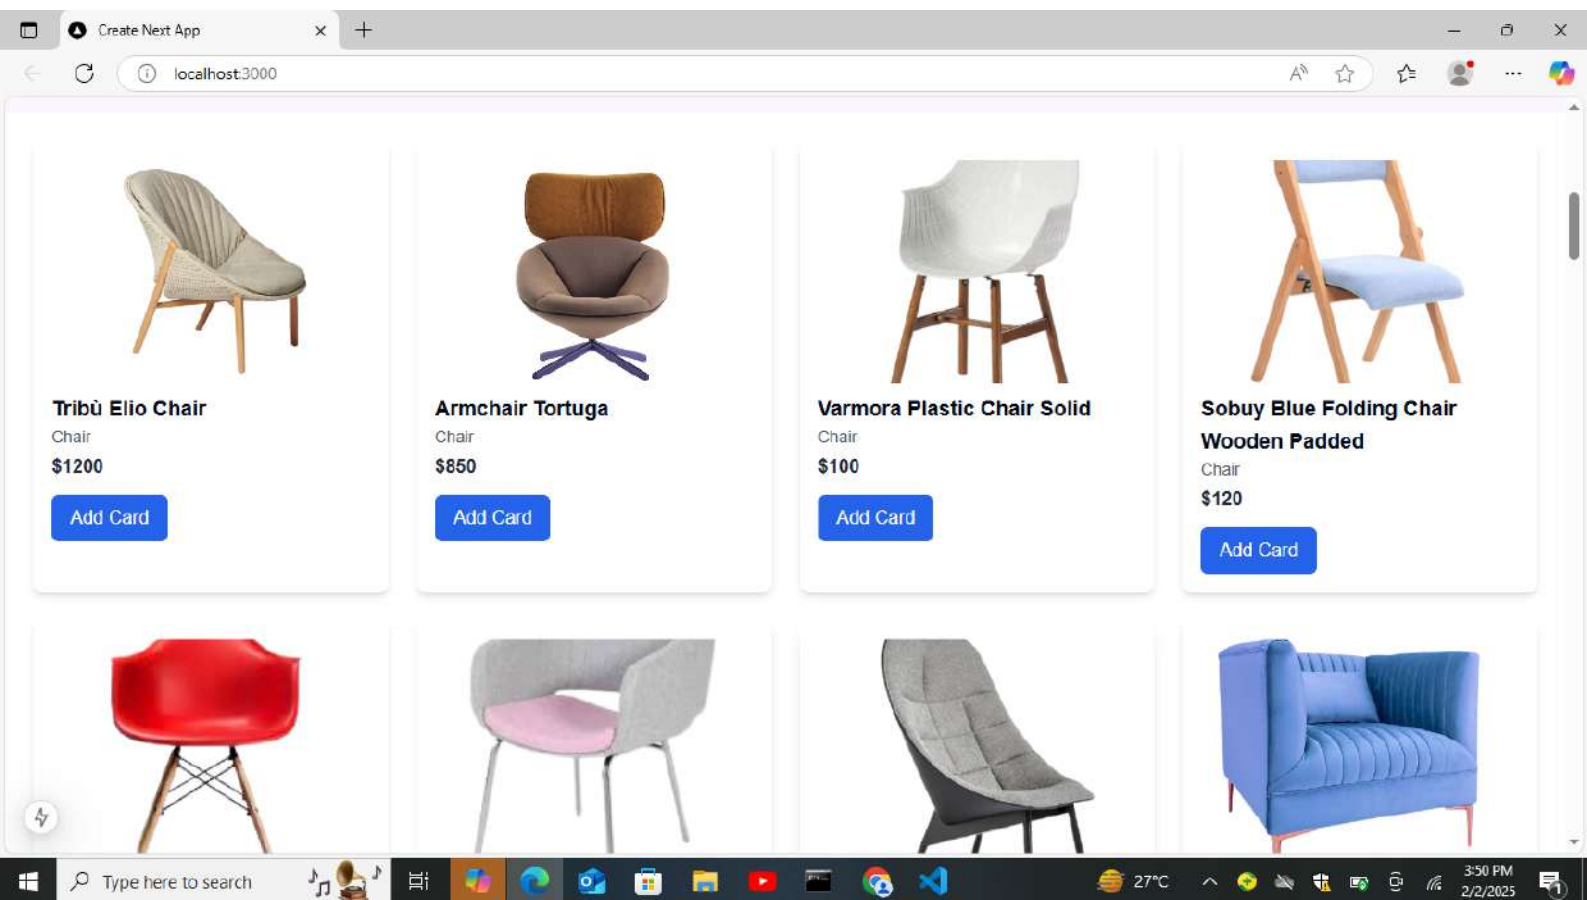 Create Next App
localhost:3000
Tribù Elio Chair
Chair
$1200
Add Card
Armchair Tortuga
Chair
$850
Add Card
Varmora Plastic Chair Solid
Chair
$100
Add Card
Sobuy Blue Folding Chair
Wooden Padded
Chair
$120
Add Card
Type here to search
27°C
3:50 PM
2/2/2025
1